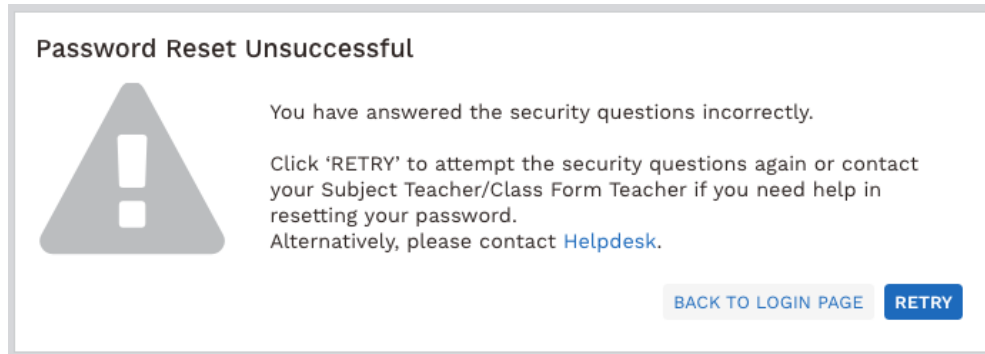 Password Reset Unsuccessful
You have answered the security questions incorrectly.
Click ‘RETRY’ to attempt the security questions again or contact
your Subject Teacher/Class Form Teacher if you need help in
resetting your password.
Alternatively, please contact Helpdesk.
BACK TO LOGIN PAGE RETRY